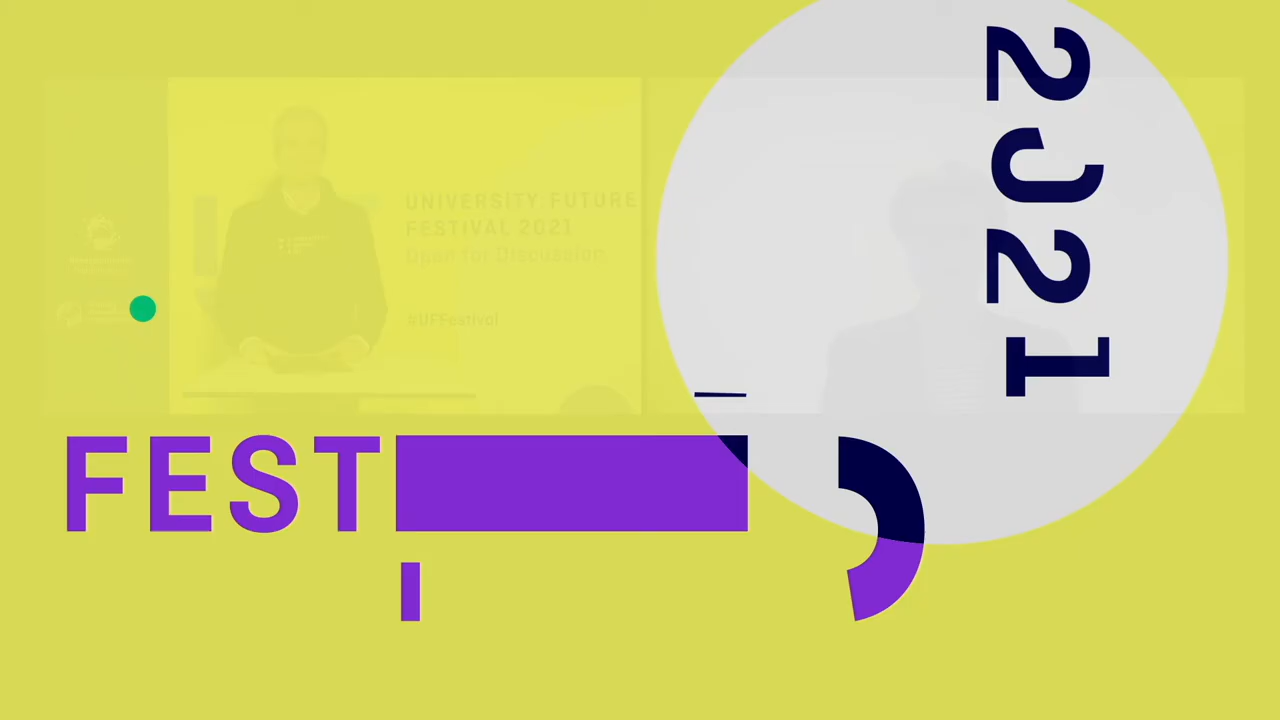 UNIVERSITY:FUTURE
FESTIVAL 2021
Open for Discussion
#UFFestival
2021
FEST